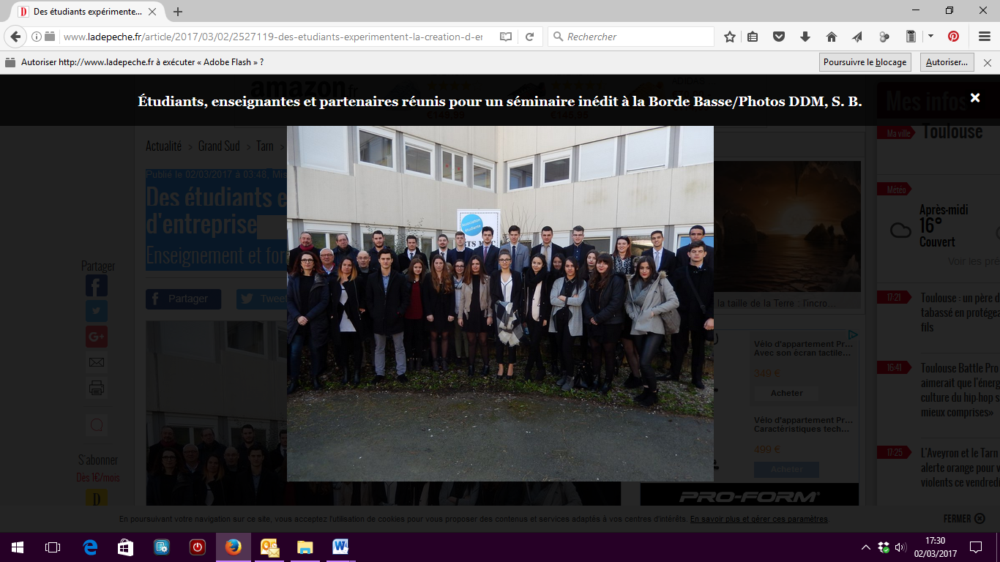 Des étudiants expérimente...
www.ladepeche.fr/article/2017/03/02/2527119-des-etudiants-experimentent-la-creation-d-er
Rechercher
Autoriser http://www.ladepeche.fr à exécuter « Adobe Flash » ?
Poursuivre le blocage
Autoriser...
amazon.fr
Étudiants, enseignantes et partenaires réunis pour un séminaire inédit à la Borde Basse/Photos DDM, S. B.
Mes infos
Actualité > Grand Sud > Tarn >
Ma ville
Toulouse
Publié le 02/03/2017 à 03:48, Mis
Des étudiants e
d'entreprise
Enseignement et for
Météo
Après-midi
16°
Couvert
Voir les pré
Partager
Partager
Tweet
la taille de la Terre : l'incro...
17:21
Toulouse : un père d
tabassé en protégea
fils
Vélo d'appartement Pr...
Avec son écran tactile...
349 €
Acheter
16:41
Toulouse Battle Pro
aimerait que l'énerg
culture du hip-hop s
mieux comprises»
Vélo d'appartement Pr...
Caractéristiques tech...
499 €
Acheter
17:25
L'Aveyron et le Tarn
alerte orange pour v
violents ce vendredi
S'abonner
Dès 1€/mois
D
PRO-FORM
En poursuivant votre navigation sur ce site, vous acceptez l'utilisation de cookies pour vous proposer des contenus et services adaptés à vos centres d'intérêts. En savoir plus et gérer ces paramètres.
FERMER
17:30
02/03/2017